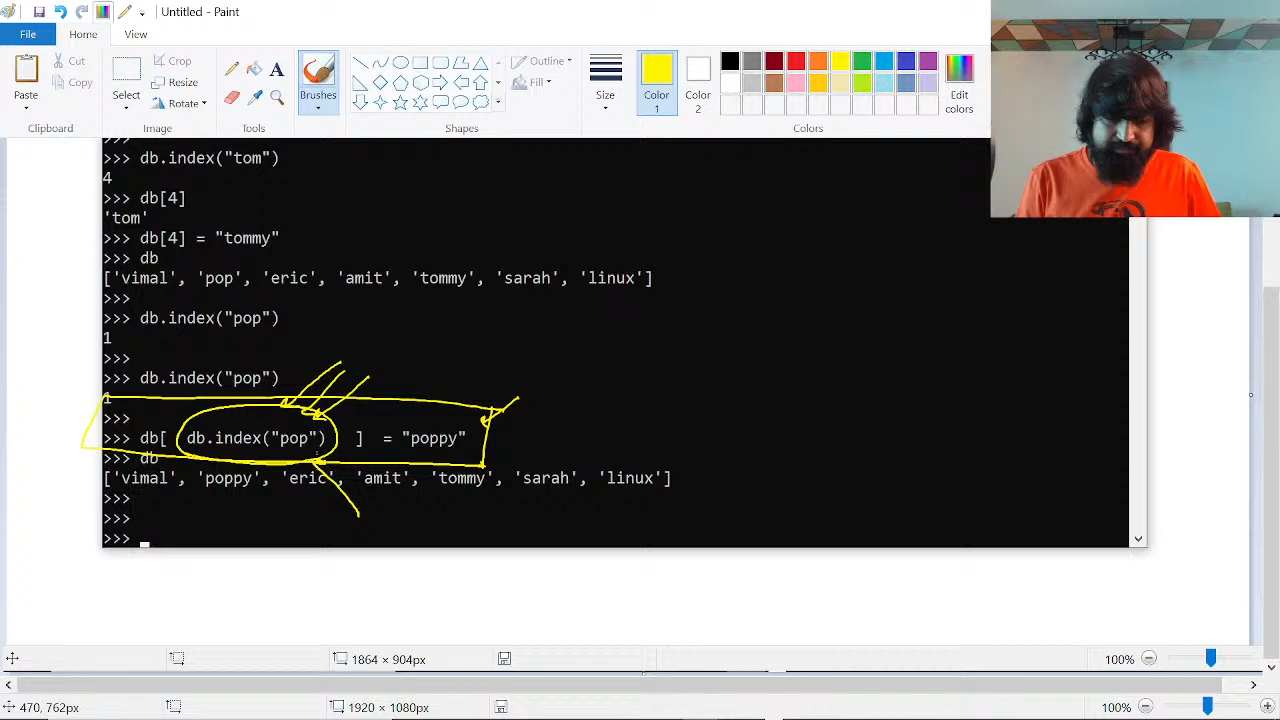 Untitled - Paint
File
Home
View
Paste
Cut
Copy
Clipboard
Select
Crop
Rotate
Image
A
Tools
Brushes
Outline
Fill
Shapes
Size
Color
1
Color
2
Edit
colors
Colors
>>> db.index("tom")
4
>>> db[4]
'tom'
>>> db[4] = "tommy"
>>> db
['vimal', 'pop', 'eric', 'amit', 'tommy', 'sarah', 'linux']
>>>
>>> db.index("pop")
1
>>>
>>> db.index("pop")
1
>>>
>>> db[ db.index("pop") ] = "poppy"
>>> db
['vimal', 'poppy', 'eric', 'amit', 'tommy', 'sarah', 'linux']
>>>
>>>
>>>
1864 × 904px
100%
470, 762px
1920 × 1080px
100%